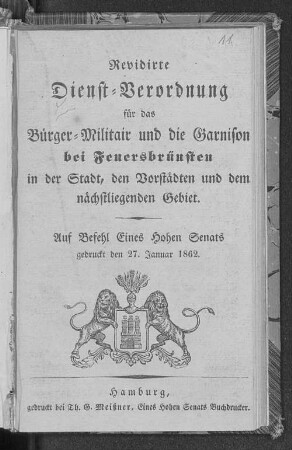 Revidirte
Dienst-Verordnung
für das
Bürger-Militair und die Garnison
bei Feuersbrünsten
in der Stadt, den Vorstädten und dem
nächstliegenden Gebiet.
Auf Befehl Eines Hohen Senats
gedruckt den 27. Januar 1862.
Hamburg,
gedruckt bei Th. G. Meißner, Eines Hohen Senats Buchdrucker.